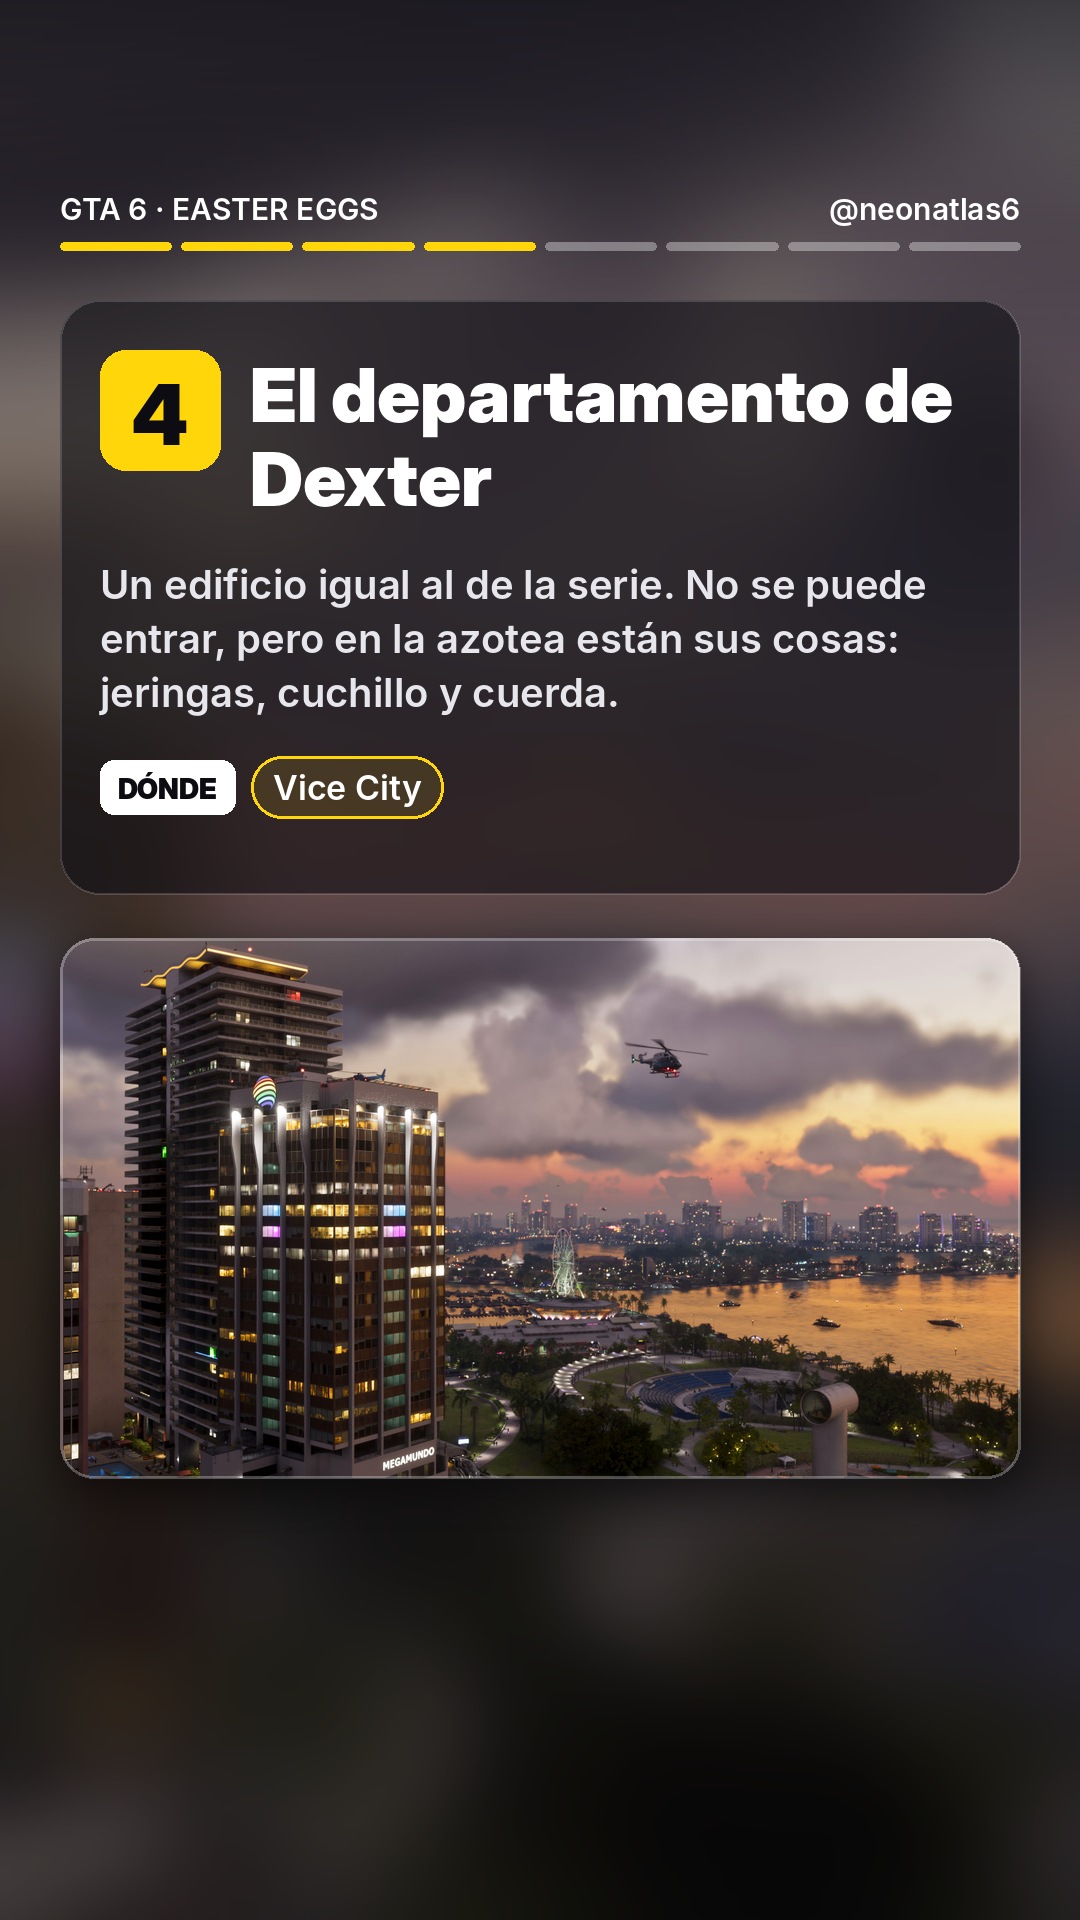 GTA 6 · EASTER EGGS
@neonatlas6
4
El departamento de
Dexter
Un edificio igual al de la serie. No se puede
entrar, pero en la azotea están sus cosas:
jeringas, cuchillo y cuerda.
DÓNDE
Vice City
MEGAMUNDO